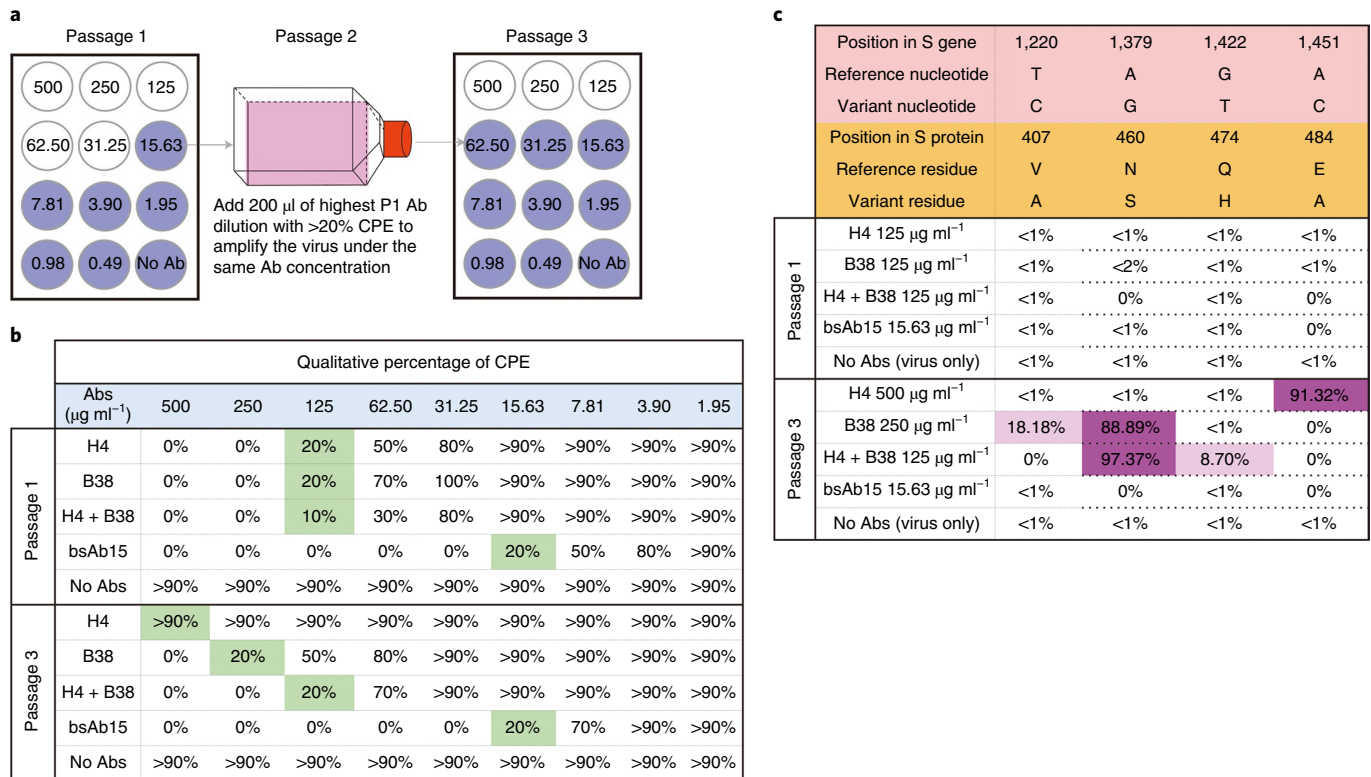 a
Passage 1
Passage 2
Passage 3
500 250 125
62.50 31.25 15.63
7.81 3.90 1.95
0.98 0.49 No Ab
Add 200 μl of highest P1 Ab
dilution with >20% CPE to
amplify the virus under the
same Ab concentration
500 250 125
62.50 31.25 15.63
7.81 3.90 1.95
0.98 0.49 No Ab
b
Qualitative percentage of CPE
Abs
(μg ml⁻¹) 500 250 125 62.50 31.25 15.63 7.81 3.90 1.95
Passage 1
H4 0% 0% 20% 50% 80% >90% >90% >90% >90%
B38 0% 0% 20% 70% 100% >90% >90% >90% >90%
H4 + B38 0% 0% 10% 30% 80% >90% >90% >90% >90%
bsAb15 0% 0% 0% 0% 0% 20% 50% 80% >90%
No Abs >90% >90% >90% >90% >90% >90% >90% >90% >90%
Passage 3
H4 >90% >90% >90% >90% >90% >90% >90% >90% >90%
B38 0% 20% 50% 80% >90% >90% >90% >90% >90%
H4 + B38 0% 0% 20% 70% >90% >90% >90% >90% >90%
bsAb15 0% 0% 0% 0% 0% 20% 70% >90% >90%
No Abs >90% >90% >90% >90% >90% >90% >90% >90% >90%
c
Position in S gene 1,220 1,379 1,422 1,451
Reference nucleotide T A G A
Variant nucleotide C G T C
Position in S protein 407 460 474 484
Reference residue V N Q E
Variant residue A S H A
Passage 1
H4 125 μg ml⁻¹ <1% <1% <1% <1%
B38 125 μg ml⁻¹ <1% <2% <1% <1%
H4 + B38 125 μg ml⁻¹ <1% 0% <1% 0%
bsAb15 15.63 μg ml⁻¹ <1% <1% <1% 0%
No Abs (virus only) <1% <1% <1% <1%
Passage 3
H4 500 μg ml⁻¹ <1% <1% <1% 91.32%
B38 250 μg ml⁻¹ 18.18% 88.89% <1% 0%
H4 + B38 125 μg ml⁻¹ 0% 97.37% 8.70% 0%
bsAb15 15.63 μg ml⁻¹ <1% 0% <1% 0%
No Abs (virus only) <1% <1% <1% <1%